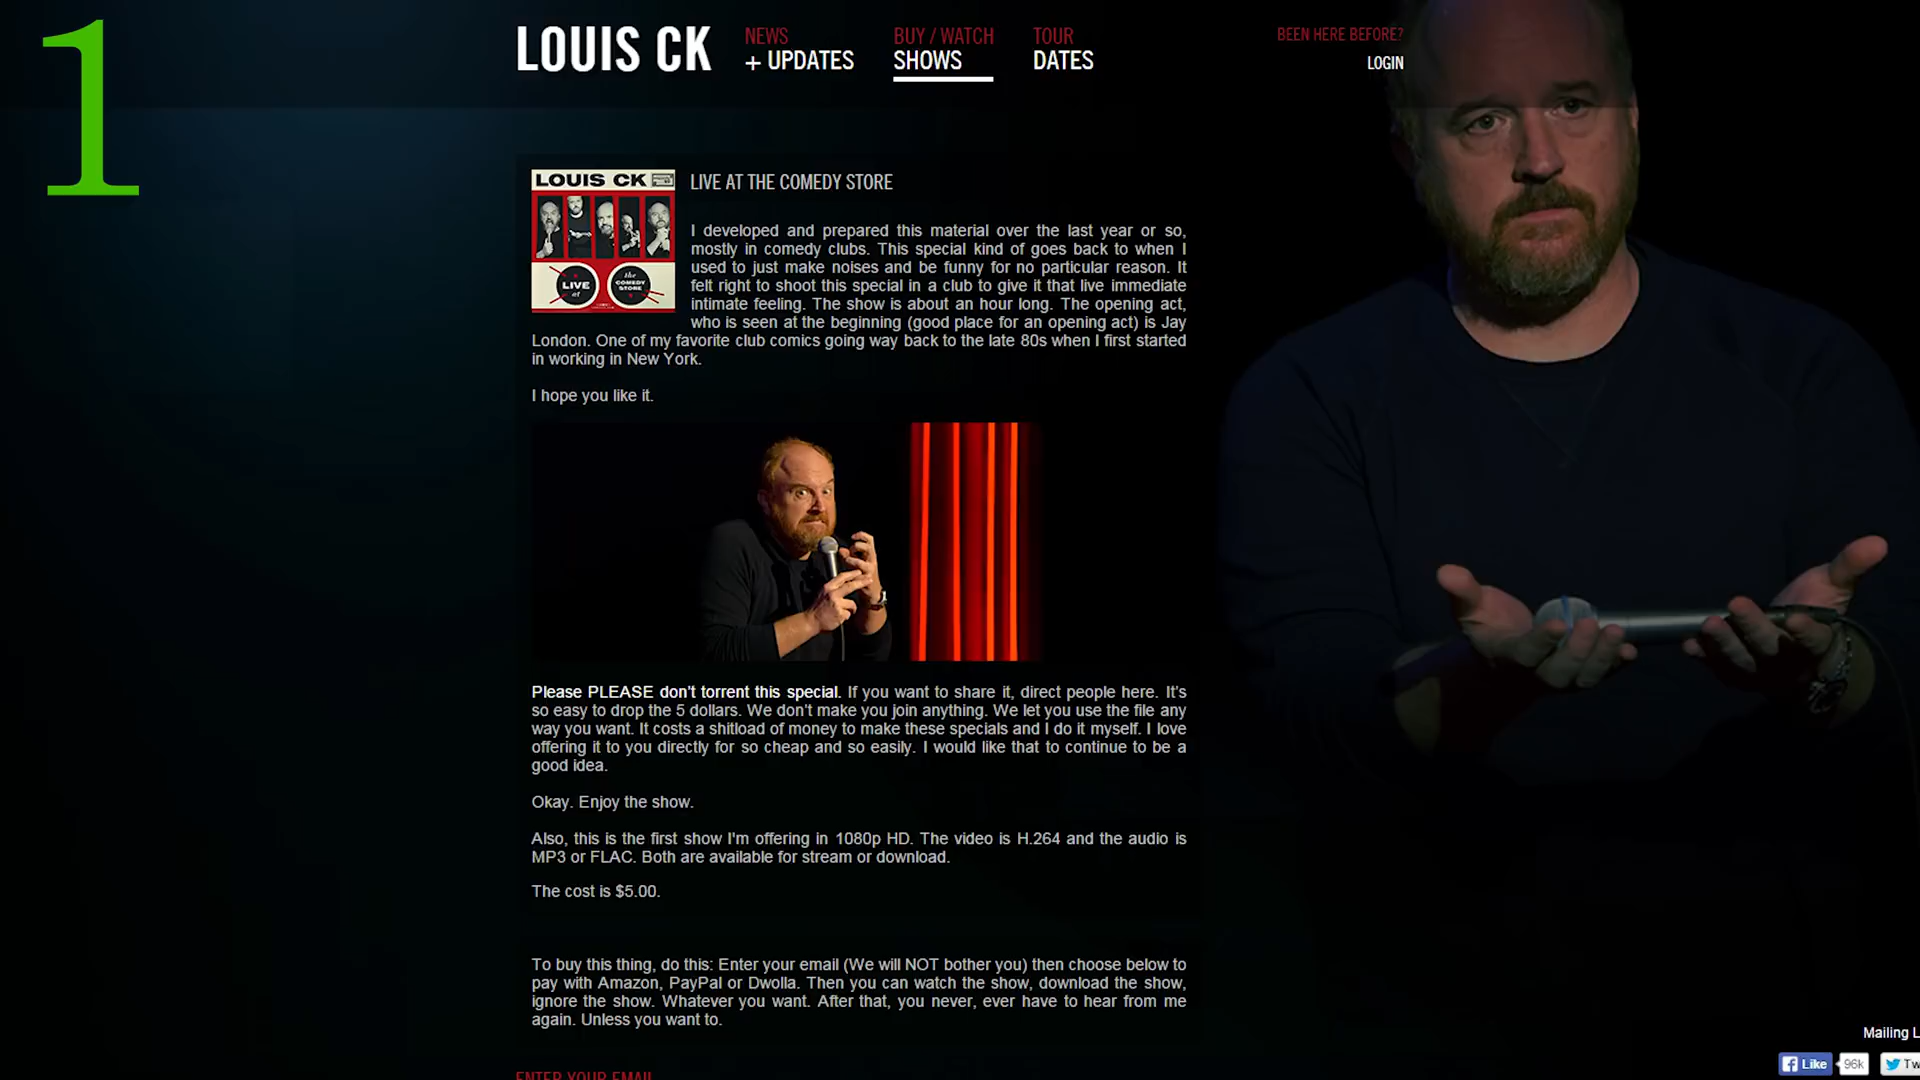 1
LOUIS CK
NEWS
+ UPDATES
BUY / WATCH
SHOWS
TOUR
DATES
BEEN HERE BEFORE?
LOGIN
LOUIS CK
LIVE
at
the
COMEDY
STORE
LIVE AT THE COMEDY STORE
I developed and prepared this material over the last year or so,
mostly in comedy clubs. This special kind of goes back to when I
used to just make noises and be funny for no particular reason. It
felt right to shoot this special in a club to give it that live immediate
intimate feeling. The show is about an hour long. The opening act,
who is seen at the beginning (good place for an opening act) is Jay
London. One of my favorite club comics going way back to the late 80s when I first started
in working in New York.
I hope you like it.
Please PLEASE don't torrent this special. If you want to share it, direct people here. It's
so easy to drop the 5 dollars. We don't make you join anything. We let you use the file any
way you want. It costs a shitload of money to make these specials and I do it myself. I love
offering it to you directly for so cheap and so easily. I would like that to continue to be a
good idea.
Okay. Enjoy the show.
Also, this is the first show I'm offering in 1080p HD. The video is H.264 and the audio is
MP3 or FLAC. Both are available for stream or download.
The cost is $5.00.
To buy this thing, do this: Enter your email (We will NOT bother you) then choose below to
pay with Amazon, PayPal or Dwolla. Then you can watch the show, download the show,
ignore the show. Whatever you want. After that, you never, ever have to hear from me
again. Unless you want to.
ENTER YOUR EMAIL
Mailing L
Like
96k
Tw